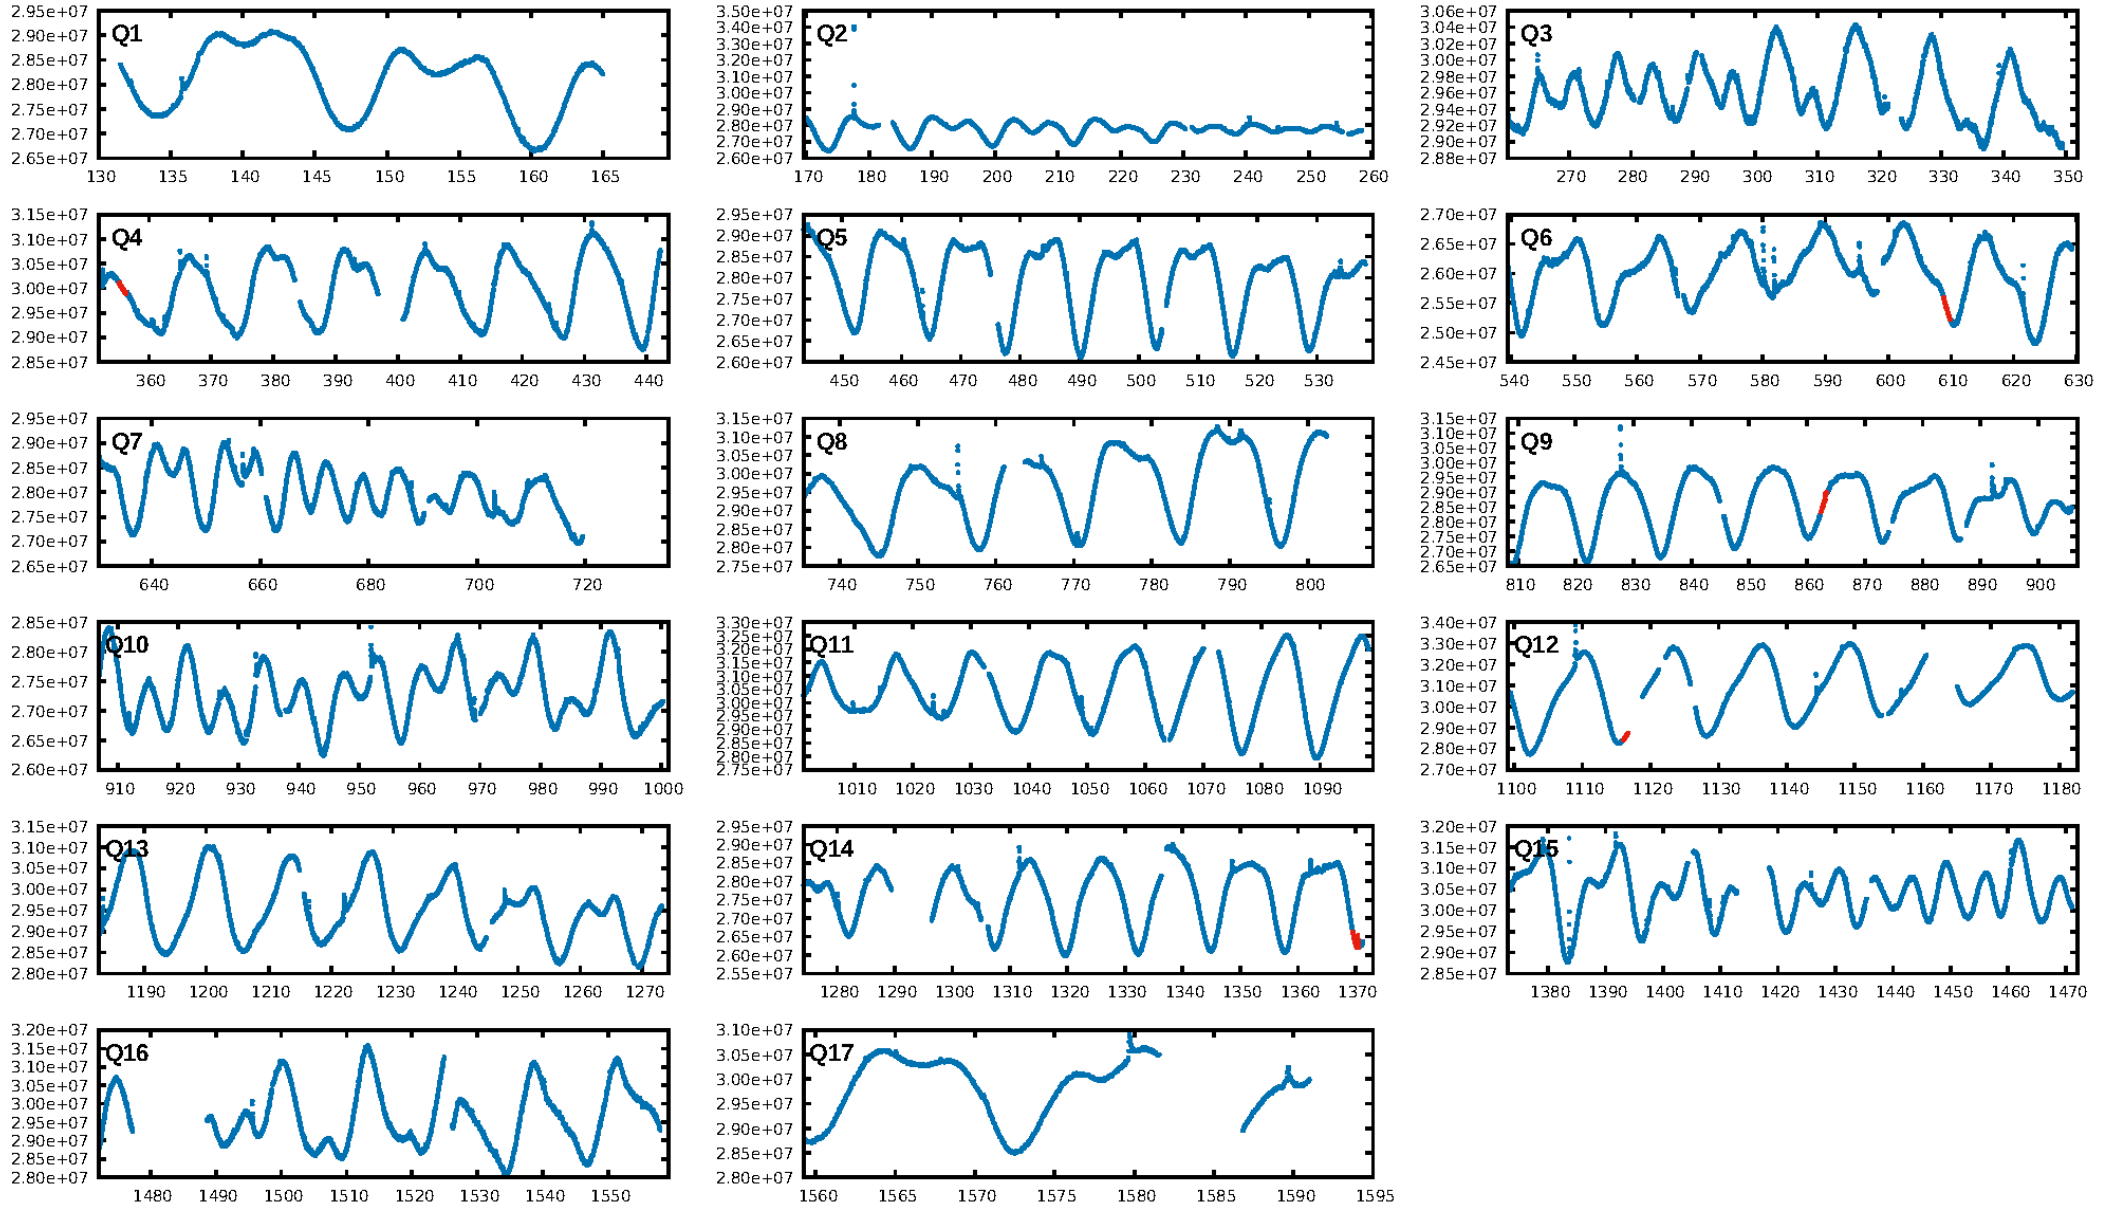 Q1
2.95e+07
2.90e+07
2.85e+07
2.80e+07
2.75e+07
2.70e+07
2.65e+07
130 135 140 145 150 155 160 165
Q2
3.50e+07
3.40e+07
3.30e+07
3.20e+07
3.10e+07
3.00e+07
2.90e+07
2.80e+07
2.70e+07
2.60e+07
170 180 190 200 210 220 230 240 250 260
Q3
3.06e+07
3.04e+07
3.02e+07
3.00e+07
2.98e+07
2.96e+07
2.94e+07
2.92e+07
2.90e+07
2.88e+07
270 280 290 300 310 320 330 340 350
Q4
3.15e+07
3.10e+07
3.05e+07
3.00e+07
2.95e+07
2.90e+07
2.85e+07
360 370 380 390 400 410 420 430 440
Q5
2.95e+07
2.90e+07
2.85e+07
2.80e+07
2.75e+07
2.70e+07
2.65e+07
2.60e+07
450 460 470 480 490 500 510 520 530
Q6
2.70e+07
2.65e+07
2.60e+07
2.55e+07
2.50e+07
2.45e+07
540 550 560 570 580 590 600 610 620 630
Q7
2.95e+07
2.90e+07
2.85e+07
2.80e+07
2.75e+07
2.70e+07
2.65e+07
640 660 680 700 720
Q8
3.15e+07
3.10e+07
3.05e+07
3.00e+07
2.95e+07
2.90e+07
2.85e+07
2.80e+07
2.75e+07
740 750 760 770 780 790 800
Q9
3.15e+07
3.10e+07
3.05e+07
3.00e+07
2.95e+07
2.90e+07
2.85e+07
2.80e+07
2.75e+07
2.70e+07
2.65e+07
810 820 830 840 850 860 870 880 890 900
Q10
2.85e+07
2.80e+07
2.75e+07
2.70e+07
2.65e+07
2.60e+07
910 920 930 940 950 960 970 980 990 1000
Q11
3.30e+07
3.25e+07
3.20e+07
3.15e+07
3.10e+07
3.05e+07
3.00e+07
2.95e+07
2.90e+07
2.85e+07
2.80e+07
2.75e+07
1010 1020 1030 1040 1050 1060 1070 1080 1090
Q12
3.40e+07
3.30e+07
3.20e+07
3.10e+07
3.00e+07
2.90e+07
2.80e+07
2.70e+07
1100 1110 1120 1130 1140 1150 1160 1170 1180
Q13
3.15e+07
3.10e+07
3.05e+07
3.00e+07
2.95e+07
2.90e+07
2.85e+07
2.80e+07
1190 1200 1210 1220 1230 1240 1250 1260 1270
Q14
2.95e+07
2.90e+07
2.85e+07
2.80e+07
2.75e+07
2.70e+07
2.65e+07
2.60e+07
2.55e+07
1280 1290 1300 1310 1320 1330 1340 1350 1360 1370
Q15
3.20e+07
3.15e+07
3.10e+07
3.05e+07
3.00e+07
2.95e+07
2.90e+07
2.85e+07
1380 1390 1400 1410 1420 1430 1440 1450 1460 1470
Q16
3.20e+07
3.15e+07
3.10e+07
3.05e+07
3.00e+07
2.95e+07
2.90e+07
2.85e+07
2.80e+07
1480 1490 1500 1510 1520 1530 1540 1550
Q17
3.10e+07
3.05e+07
3.00e+07
2.95e+07
2.90e+07
2.85e+07
2.80e+07
1560 1565 1570 1575 1580 1585 1590 1595